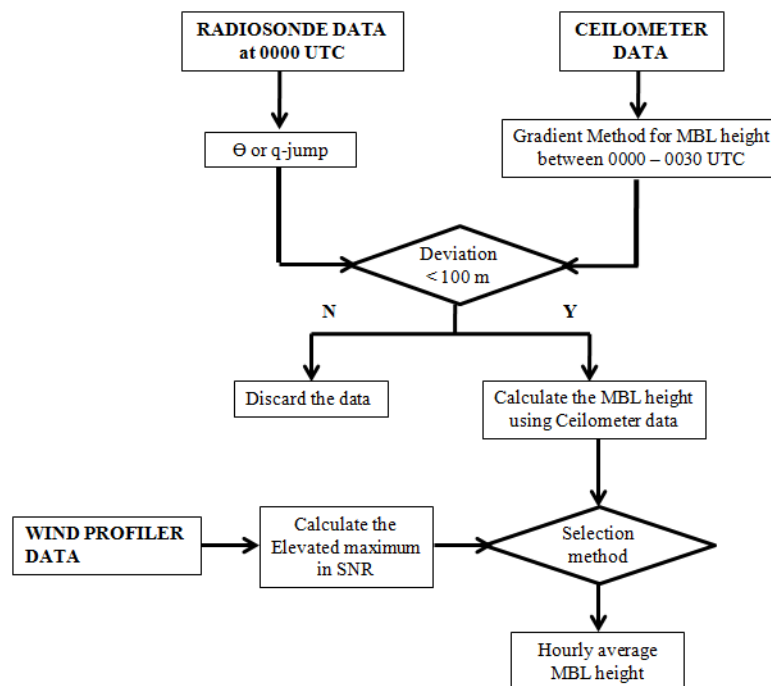 RADIOSONDE DATA
at 0000 UTC
CEILOMETER
DATA
Ө or q-jump
Gradient Method for MBL height
between 0000 – 0030 UTC
Deviation
< 100 m
N
Y
Discard the data
Calculate the MBL height
using Ceilometer data
WIND PROFILER
DATA
Calculate the
Elevated maximum
in SNR
Selection
method
Hourly average
MBL height